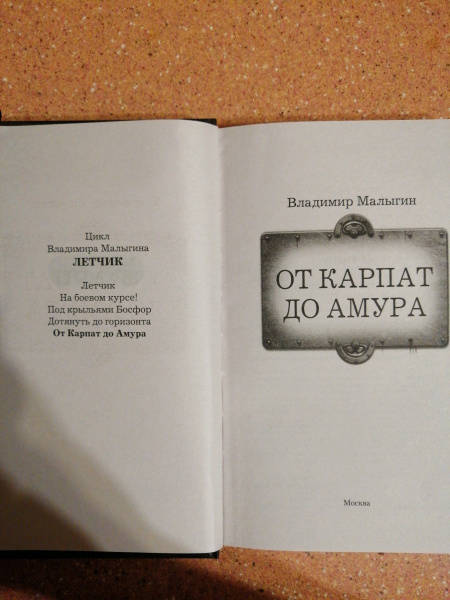 Цикл
Владимира Малыгина
ЛЕТЧИК
Летчик
На боевом курсе!
Под крыльями Босфор
Дотянуть до горизонта
От Карпат до Амура
Владимир Малыгин
ОТ КАРПАТ
ДО АМУРА
Москва